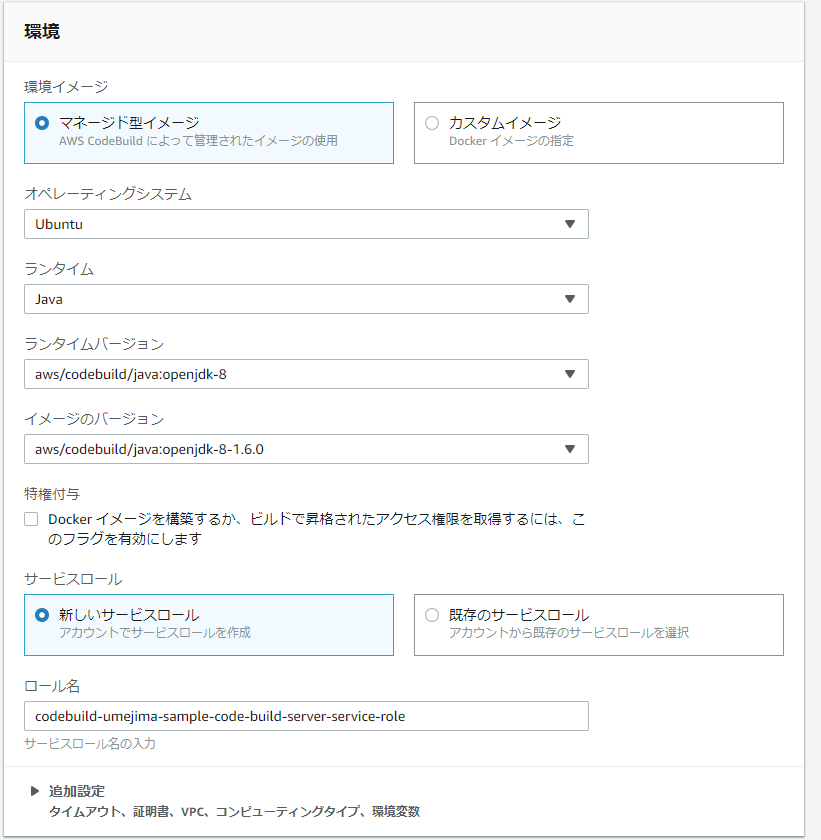 環境
環境イメージ
マネージド型イメージ
AWS CodeBuild によって管理されたイメージの使用
カスタムイメージ
Docker イメージの指定
オペレーティングシステム
Ubuntu
ランタイム
Java
ランタイムバージョン
aws/codebuild/java:openjdk-8
イメージのバージョン
aws/codebuild/java:openjdk-8-1.6.0
特権付与
Docker イメージを構築するか、ビルドで昇格されたアクセス権限を取得するには、こ
のフラグを有効にします
サービスロール
新しいサービスロール
アカウントでサービスロールを作成
既存のサービスロール
アカウントから既存のサービスロールを選択
ロール名
codebuild-umejima-sample-code-build-server-service-role
サービスロール名の入力
追加設定
タイムアウト、証明書、VPC、コンピューティングタイプ、環境変数